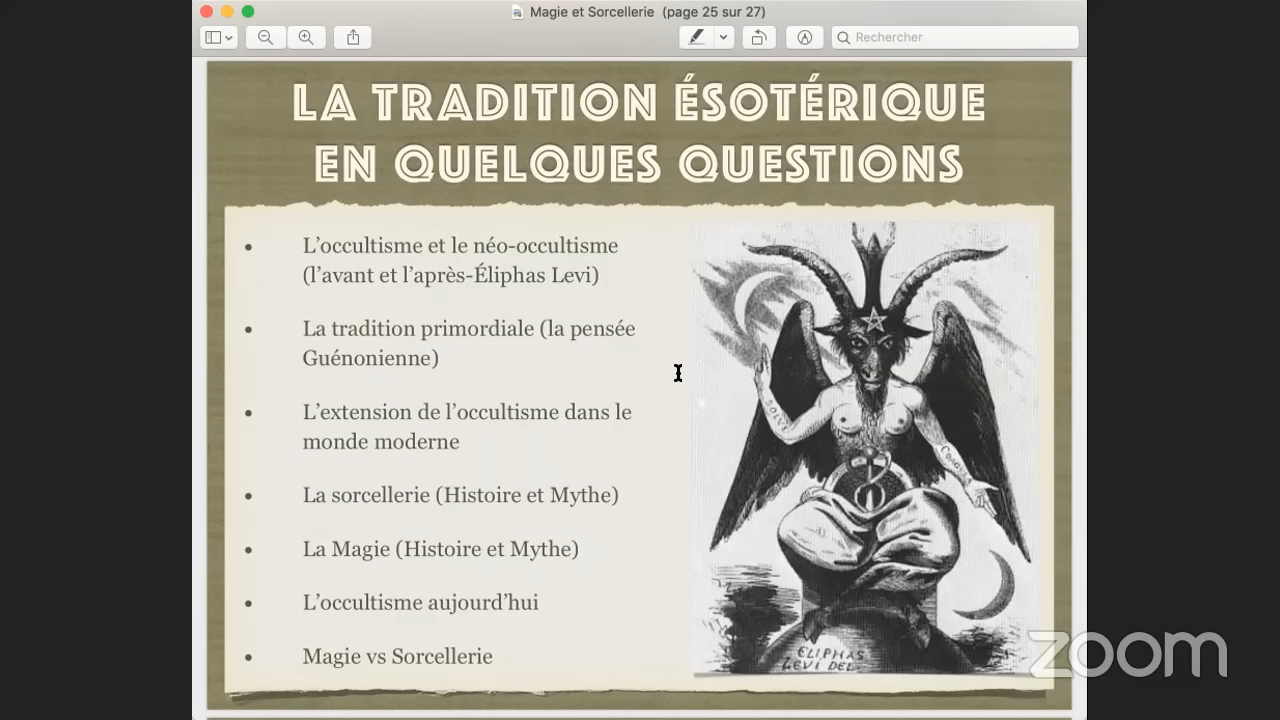 Magie et Sorcellerie (page 25 sur 27)
Rechercher
LA TRADITION ÉSOTÉRIQUE
EN QUELQUES QUESTIONS
• L’occultisme et le néo-occultisme
(l’avant et l’après-Éliphas Levi)
• La tradition primordiale (la pensée
Guénonienne)
• L’extension de l’occultisme dans le
monde moderne
• La sorcellerie (Histoire et Mythe)
• La Magie (Histoire et Mythe)
• L’occultisme aujourd’hui
• Magie vs Sorcellerie
SOLVE
COAGULA
ELIPHAS
LEVI DEL
zoom